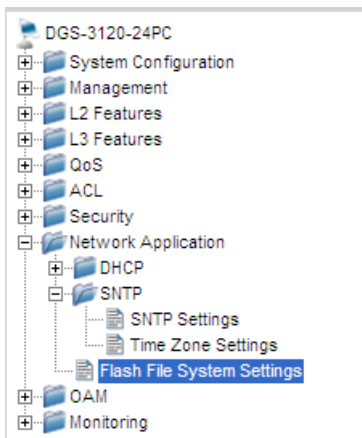 DGS-3120-24PC
System Configuration
Management
L2 Features
L3 Features
QoS
ACL
Security
Network Application
DHCP
SNTP
SNTP Settings
Time Zone Settings
Flash File System Settings
OAM
Monitoring